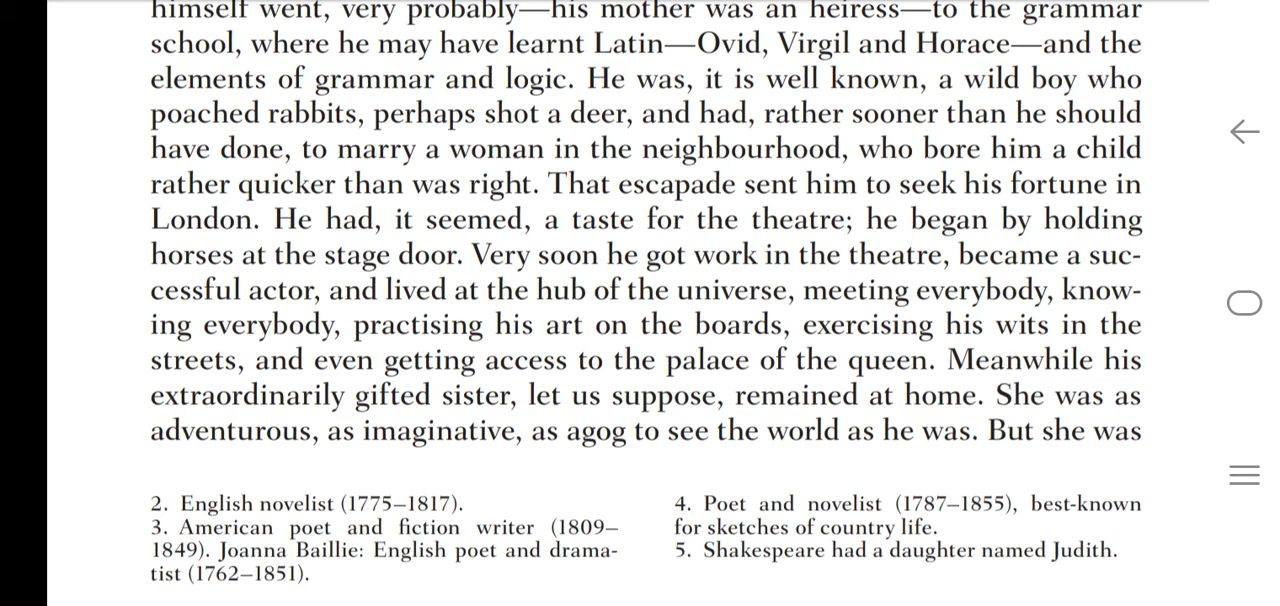 himself went, very probably—his mother was an heiress—to the grammar
school, where he may have learnt Latin—Ovid, Virgil and Horace—and the
elements of grammar and logic. He was, it is well known, a wild boy who
poached rabbits, perhaps shot a deer, and had, rather sooner than he should
have done, to marry a woman in the neighbourhood, who bore him a child
rather quicker than was right. That escapade sent him to seek his fortune in
London. He had, it seemed, a taste for the theatre; he began by holding
horses at the stage door. Very soon he got work in the theatre, became a suc-
cessful actor, and lived at the hub of the universe, meeting everybody, know-
ing everybody, practising his art on the boards, exercising his wits in the
streets, and even getting access to the palace of the queen. Meanwhile his
extraordinarily gifted sister, let us suppose, remained at home. She was as
adventurous, as imaginative, as agog to see the world as he was. But she was
2. English novelist (1775–1817).
3. American poet and fiction writer (1809–
1849). Joanna Baillie: English poet and drama-
tist (1762–1851).
4. Poet and novelist (1787–1855), best-known
for sketches of country life.
5. Shakespeare had a daughter named Judith.